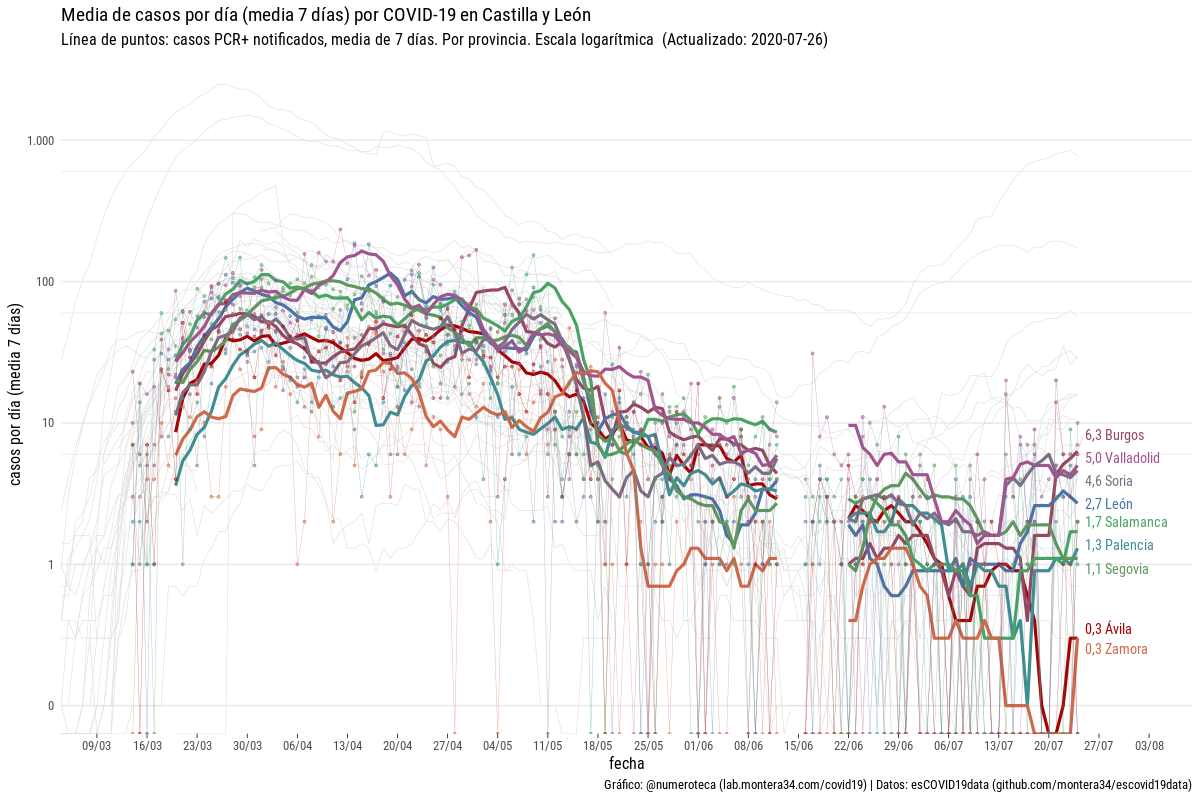 Media de casos por día (media 7 días) por COVID-19 en Castilla y León
Línea de puntos: casos PCR+ notificados, media de 7 días. Por provincia. Escala logarítmica (Actualizado: 2020-07-26)
casos por día (media 7 días)
1.000
100
10
1
0
6,3 Burgos
5,0 Valladolid
4,6 Soria
2,7 León
1,7 Salamanca
1,3 Palencia
1,1 Segovia
0,3 Ávila
0,3 Zamora
09/03 16/03 23/03 30/03 06/04 13/04 20/04 27/04 04/05 11/05 18/05 25/05 01/06 08/06 15/06 22/06 29/06 06/07 13/07 20/07 27/07 03/08
fecha
Gráfico: @numeroteca (lab.montera34.com/covid19) | Datos: esCOVID19data (github.com/montera34/escovid19data)